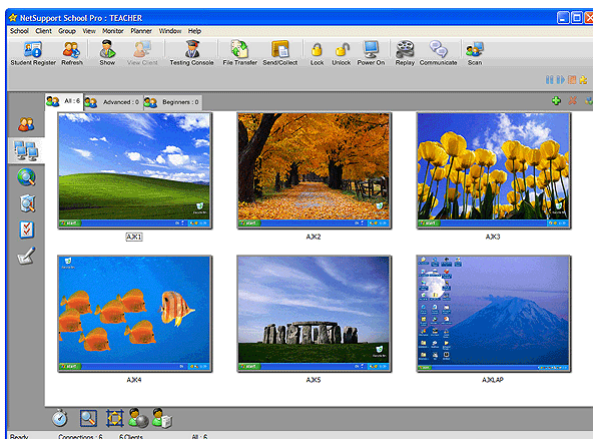 NetSupport School Pro : TEACHER
School Client Group View Monitor Planner Window Help
Student Register Refresh Show View Client Testing Console File Transfer Send/Collect Lock Unlock Power On Replay Communicate Scan
All : 6 Advanced : 0 Beginners : 0
AJK1 AJK2 AJK3
AJK4 AJK5 AJKLAP
Ready Connections : 6 6 Clients All : 6